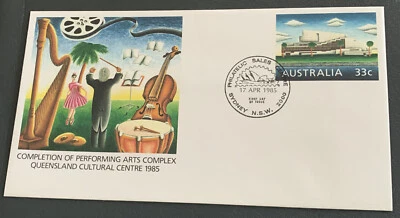 AUSTRALIA 33c
PHILATELIC SALES
17 APR 1985
FIRST DAY
OF ISSUE
SYDNEY N.S.W. 2000
COMPLETION OF PERFORMING ARTS COMPLEX
QUEENSLAND CULTURAL CENTRE 1985